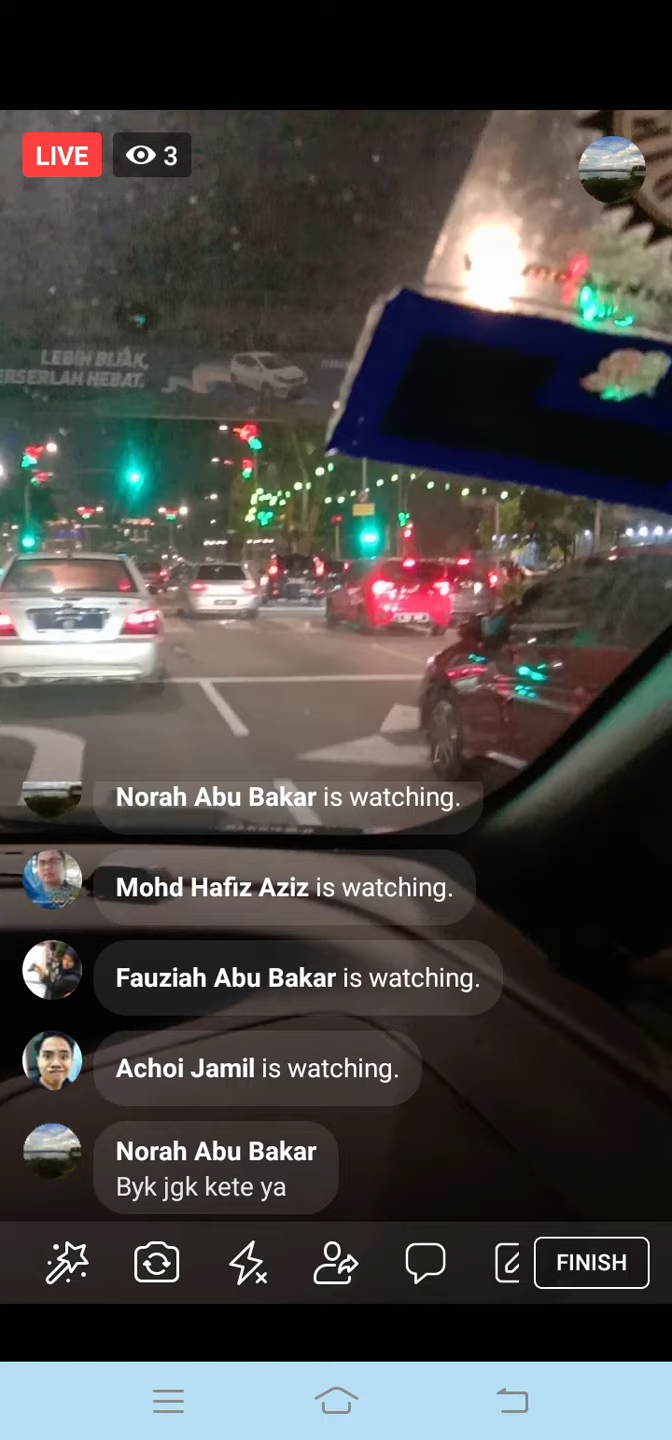 LIVE
3
LEBIH BIJAK,
ERSERLAH HEBAT.
Norah Abu Bakar is watching.
Mohd Hafiz Aziz is watching.
Fauziah Abu Bakar is watching.
Achoi Jamil is watching.
Norah Abu Bakar
Byk jgk kete ya
FINISH